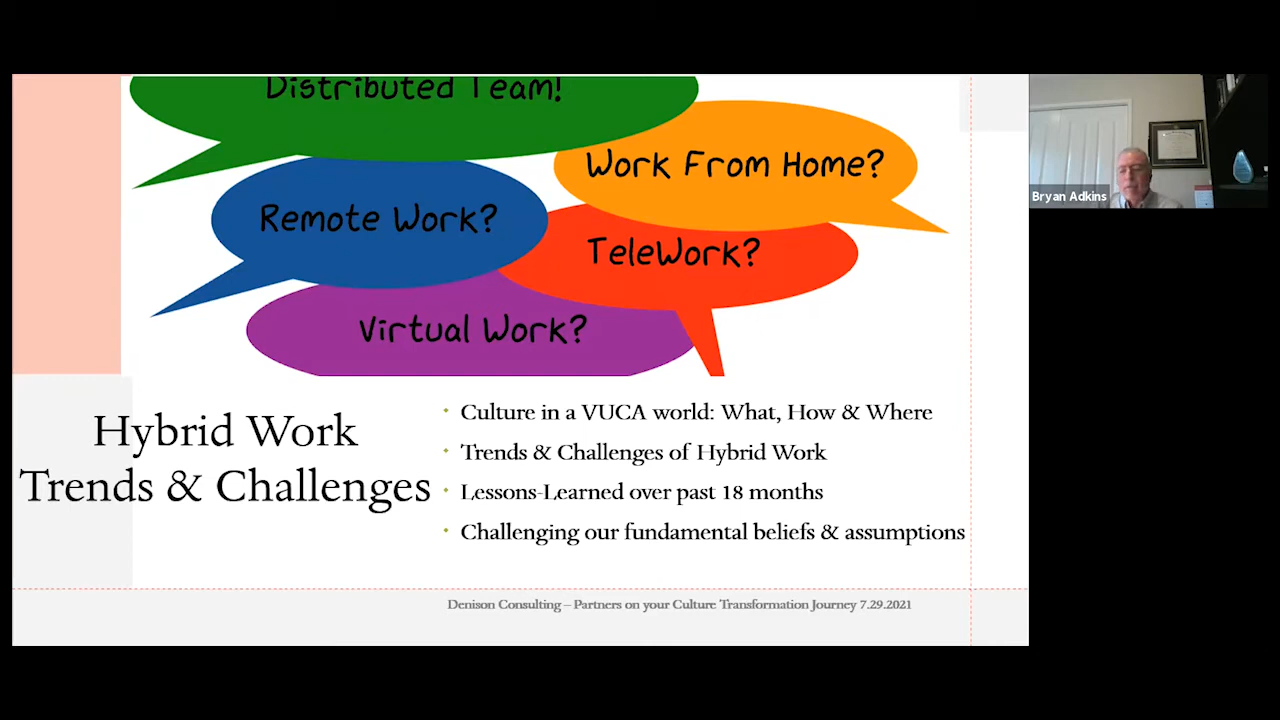 Distributed Team!
Work From Home?
Remote Work?
TeleWork?
Virtual Work?
Hybrid Work
Trends & Challenges
• Culture in a VUCA world: What, How & Where
• Trends & Challenges of Hybrid Work
• Lessons-Learned over past 18 months
• Challenging our fundamental beliefs & assumptions
Denison Consulting – Partners on your Culture Transformation Journey 7.29.2021
Bryan Adkins